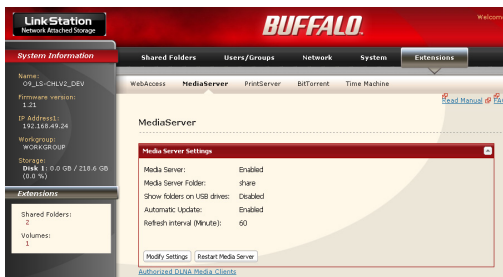 LinkStation
Network Attached Storage
BUFFALO
Welcome
System Information
Shared Folders Users/Groups Network System Extensions
WebAccess MediaServer PrintServer BitTorrent Time Machine
Name:
09_LS-CHLV2_DEV
Firmware version:
1.21
IP Address1:
192.168.49.24
Workgroup:
WORKGROUP
Storage:
Disk 1: 0.0 GB / 218.6 GB
(0.0 %)
Extensions
Shared Folders:
2
Volumes:
1
Read Manual FA
MediaServer
Media Server Settings
Media Server: Enabled
Media Server Folder: share
Show folders on USB drives: Disabled
Automatic Update: Enabled
Refresh interval (Minute): 60
Modify Settings Restart Media Server
Authorized DLNA Media Clients